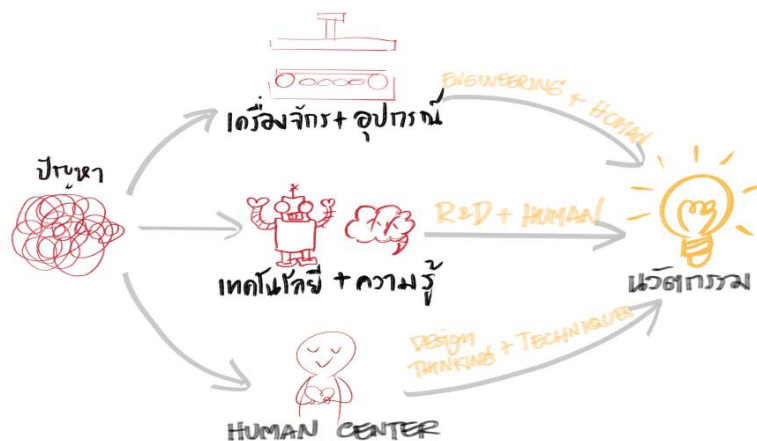 ENGINEERING + HUMAN
เครื่องจักร + อุปกรณ์
ปัญหา
R&D + HUMAN
เทคโนโลยี + ความรู้
นวัตกรรม
DESIGN
THINKING + TECHNIQUES
HUMAN CENTER